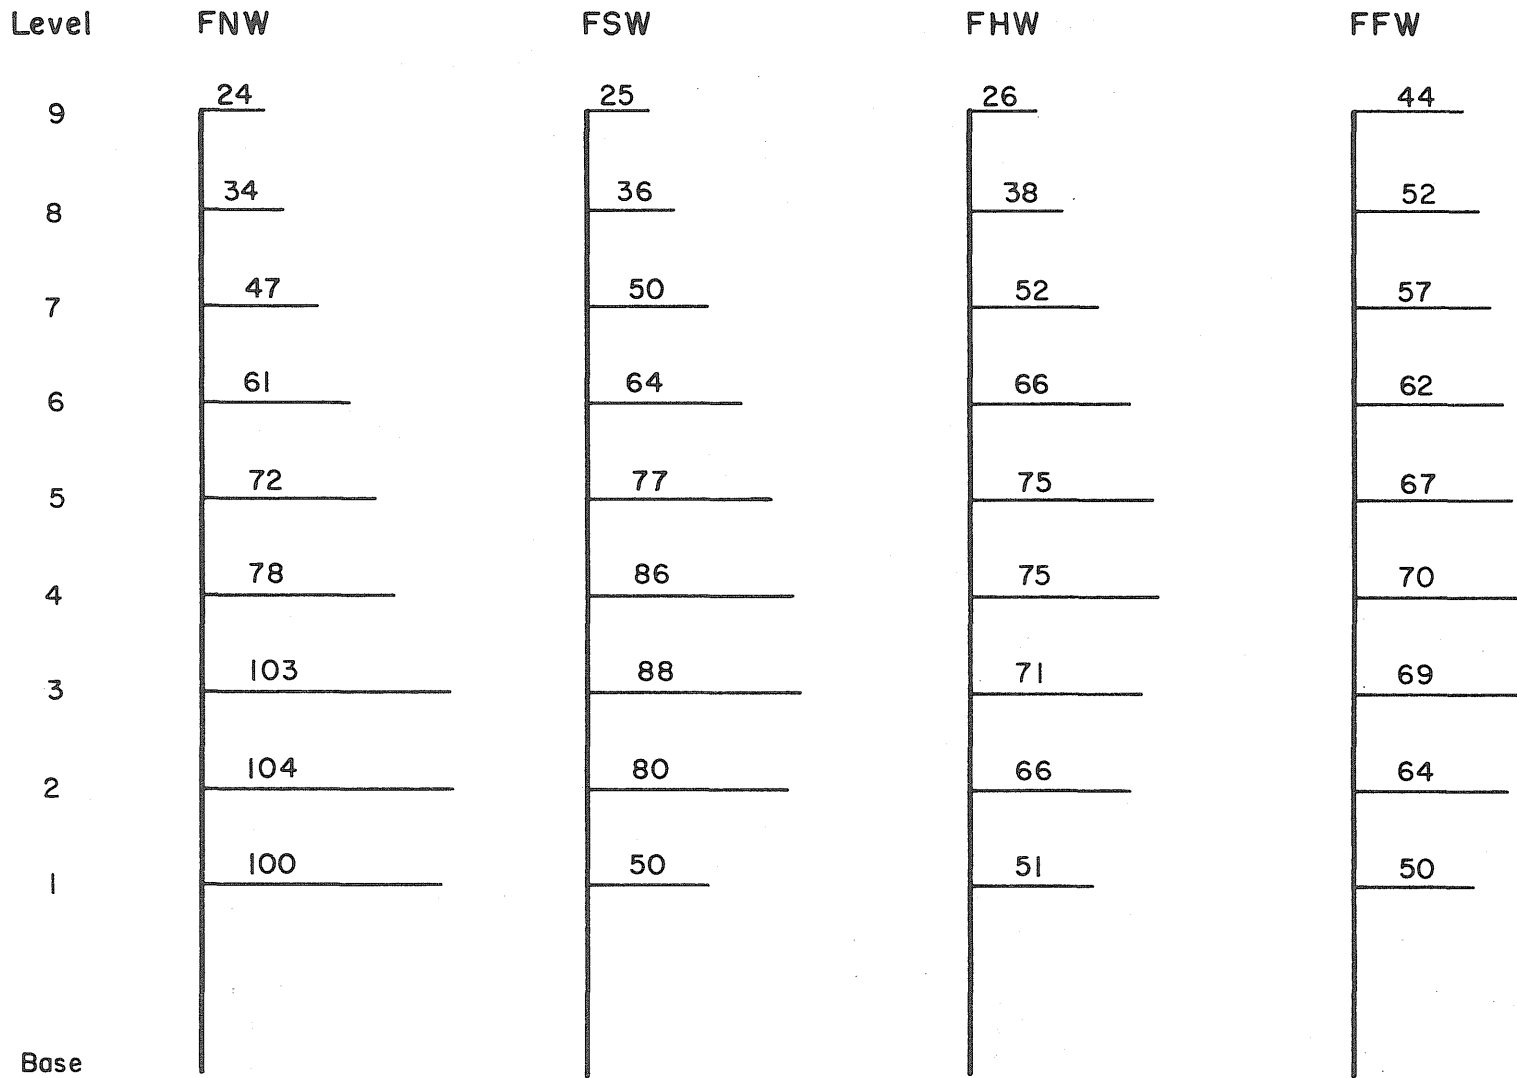 Level FNW FSW FHW FFW
9 24 25 26 44
8 34 36 38 52
7 47 50 52 57
6 61 64 66 62
5 72 77 75 67
4 78 86 75 70
3 103 88 71 69
2 104 80 66 64
1 100 50 51 50
Base